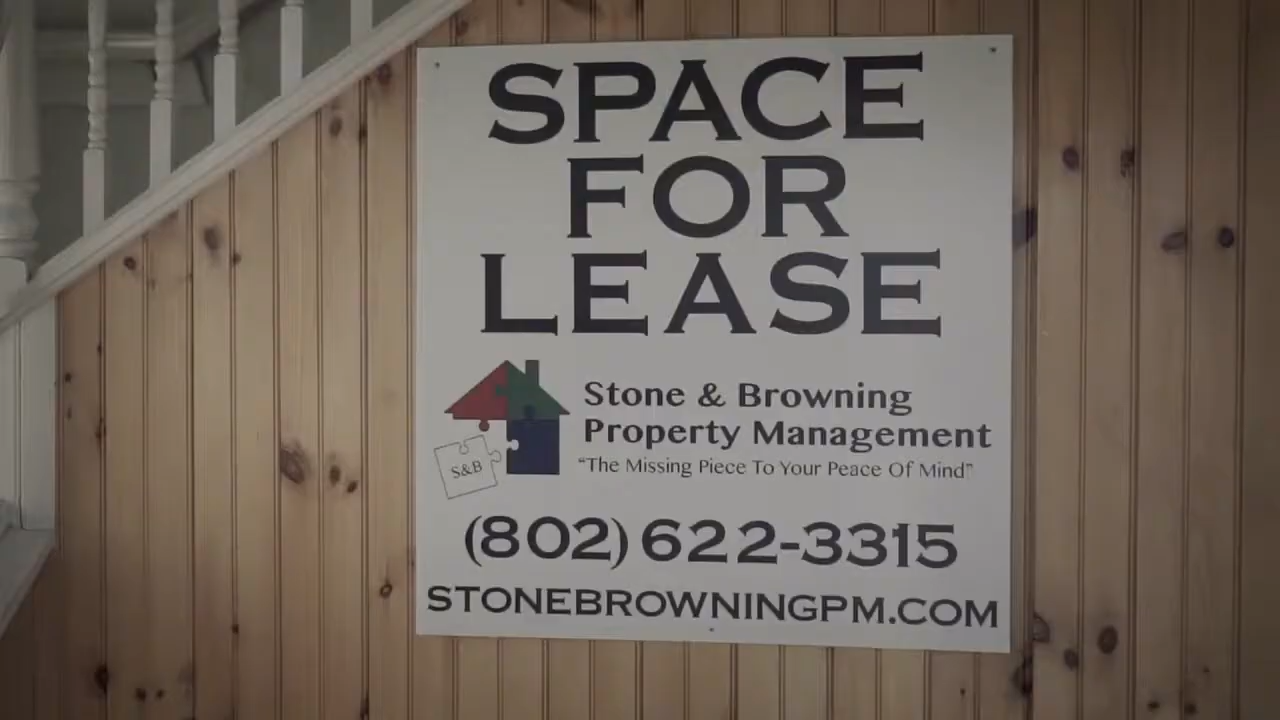 SPACE
FOR
LEASE
Stone & Browning
Property Management
"The Missing Piece To Your Peace Of Mind"
S&B
(802) 622-3315
STONEBROWNINGPM.COM